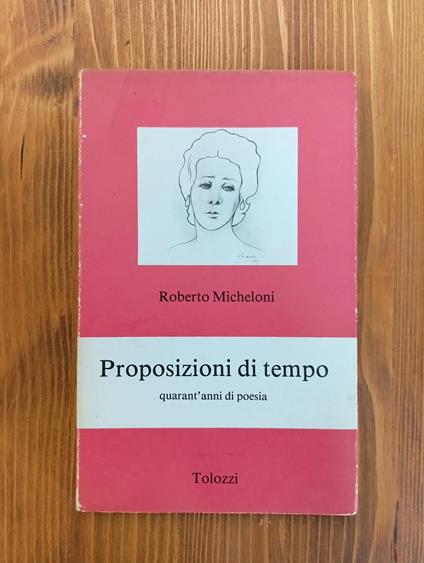 Roberto Micheloni
Proposizioni di tempo
quarant'anni di poesia
Tolozzi